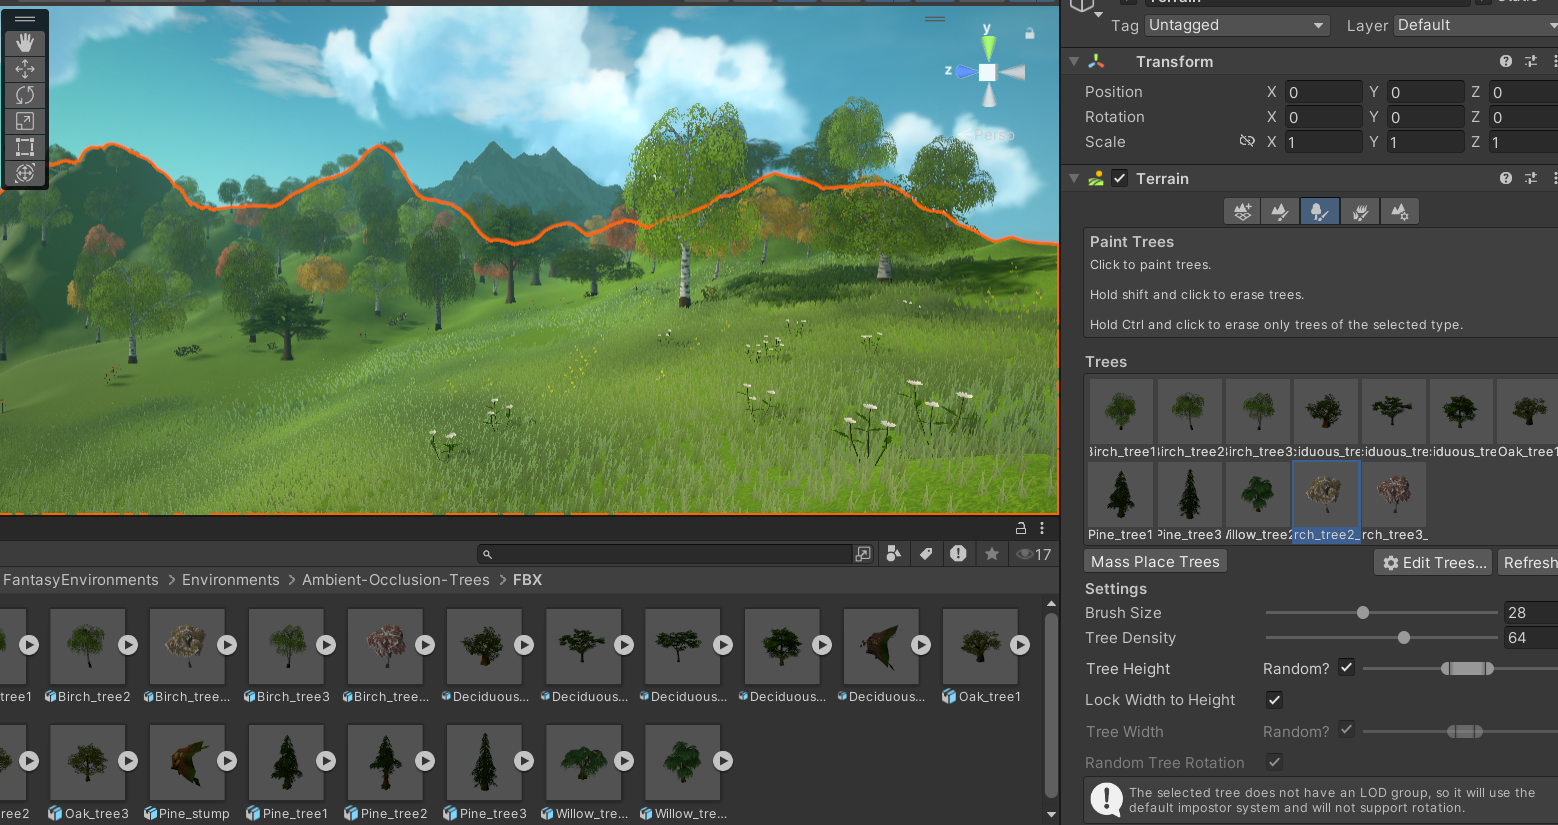 Terrain
Static
Tag Untagged Layer Default
y
z
Persp
Transform
Position X 0 Y 0 Z 0
Rotation X 0 Y 0 Z 0
Scale X 1 Y 1 Z 1
Terrain
Paint Trees
Click to paint trees.
Hold shift and click to erase trees.
Hold Ctrl and click to erase only trees of the selected type.
Trees
Birch_tree1 Birch_tree2 Birch_tree3 iduous_tre iduous_tre iduous_tre Oak_tree1
Pine_tree1 Pine_tree3 Willow_tree2 rch_tree2_ rch_tree3_
Mass Place Trees Edit Trees... Refresh
Settings
Brush Size 28
Tree Density 64
Tree Height Random?
Lock Width to Height
Tree Width Random?
Random Tree Rotation
The selected tree does not have an LOD group, so it will use the
default impostor system and will not support rotation.
17
FantasyEnvironments > Environments > Ambient-Occlusion-Trees > FBX
tree1 Birch_tree2 Birch_tree... Birch_tree3 Birch_tree... Deciduous... Deciduous... Deciduous... Deciduous... Deciduous... Oak_tree1
ree2 Oak_tree3 Pine_stump Pine_tree1 Pine_tree2 Pine_tree3 Willow_tre... Willow_tre...